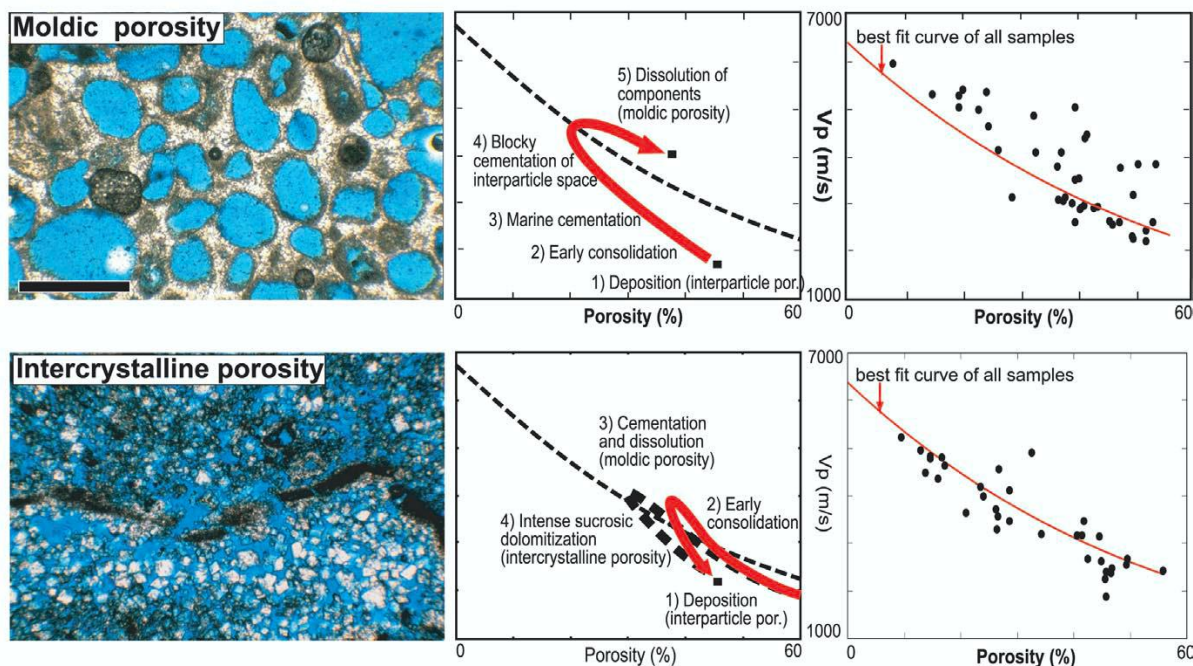 Moldic porosity
5) Dissolution of
components
(moldic porosity)
4) Blocky
cementation of
interparticle space
3) Marine cementation
2) Early consolidation
1) Deposition (interparticle por.)
0
60
Porosity (%)
7000
best fit curve of all samples
Vp (m/s)
1000
0
60
Porosity (%)
Intercrystalline porosity
3) Cementation
and dissolution
(moldic porosity)
2) Early
consolidation
4) Intense sucrosic
dolomitization
(intercrystalline porosity)
1) Deposition
(interparticle por.)
0
60
Porosity (%)
7000
best fit curve of all samples
Vp (m/s)
1000
0
60
Porosity (%)